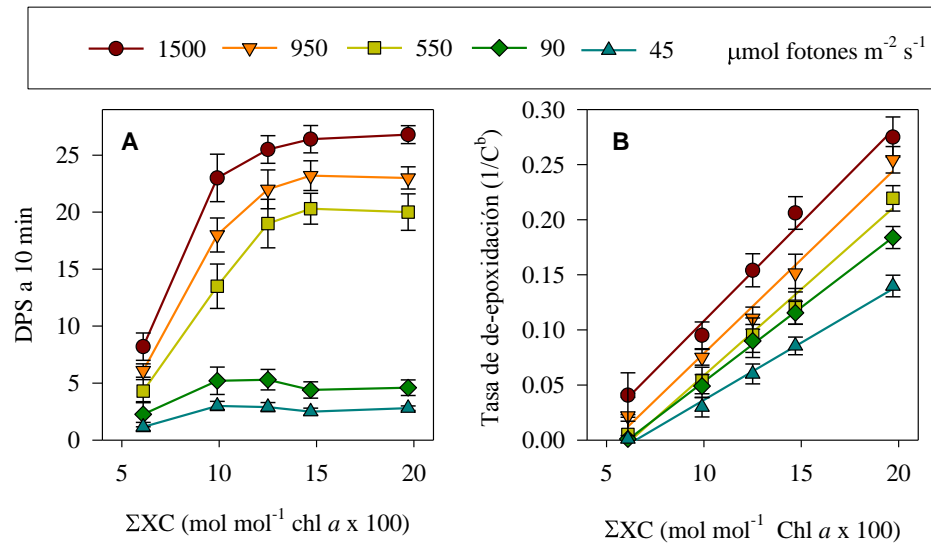 1500 950 550 90 45 μmol fotones m⁻² s⁻¹
A
DPS a 10 min
25
20
15
10
5
0
5 10 15 20
ΣXC (mol mol⁻¹ chl a x 100)
B
Tasa de de-epoxidación (1/Cᵇ)
0.30
0.25
0.20
0.15
0.10
0.05
0.00
5 10 15 20
ΣXC (mol mol⁻¹ Chl a x 100)